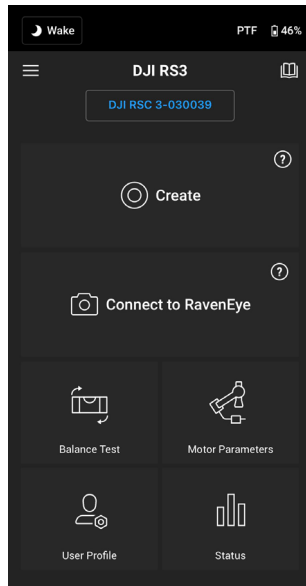 Wake
PTF 46%
DJI RS3
DJI RSC 3-030039
?
Create
?
Connect to RavenEye
Balance Test
Motor Parameters
User Profile
Status